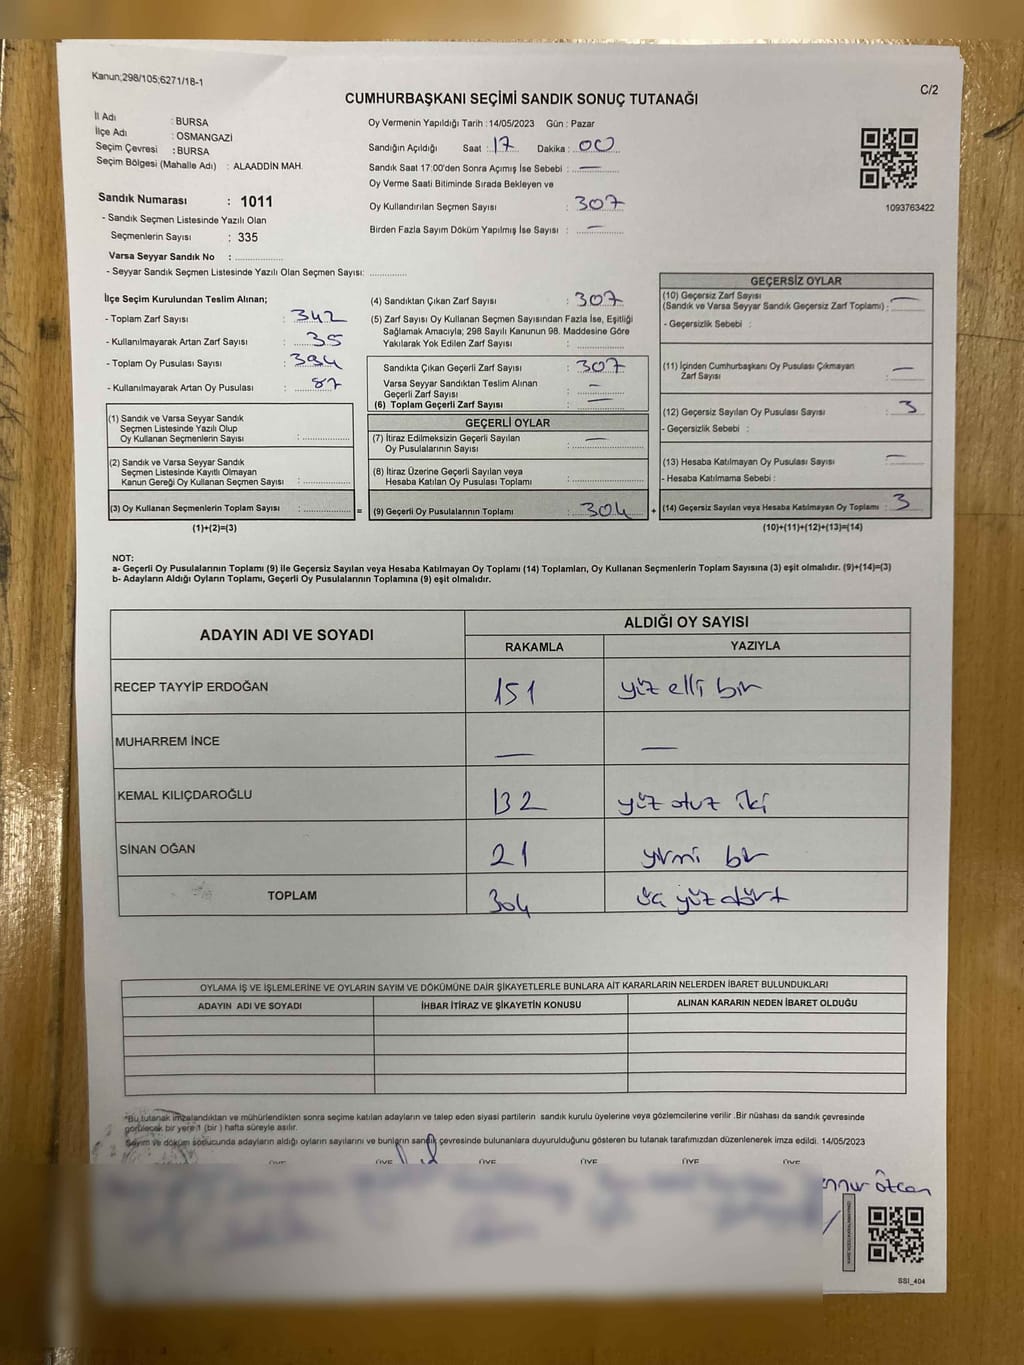 Kanun;298/105;6271/18-1
C/2
CUMHURBAŞKANI SEÇİMİ SANDIK SONUÇ TUTANAĞI
İl Adı : BURSA
İlçe Adı : OSMANGAZİ
Seçim Çevresi : BURSA
Seçim Bölgesi (Mahalle Adı) : ALAADDİN MAH.
Sandık Numarası : 1011
- Sandık Seçmen Listesinde Yazılı Olan
Seçmenlerin Sayısı : 335
Varsa Seyyar Sandık No : ................
- Seyyar Sandık Seçmen Listesinde Yazılı Olan Seçmen Sayısı: ............
Oy Vermenin Yapıldığı Tarih : 14/05/2023 Gün : Pazar
Sandığın Açıldığı Saat : 17 Dakika : 00
Sandık Saat 17:00'den Sonra Açımış İse Sebebi : —
Oy Verme Saati Bitiminde Sırada Bekleyen ve
Oy Kullandırılan Seçmen Sayısı : 307
Birden Fazla Sayım Döküm Yapılmış İse Sayısı : —
1093763422
İlçe Seçim Kurulundan Teslim Alınan;
- Toplam Zarf Sayısı : 342
- Kullanılmayarak Artan Zarf Sayısı : 35
- Toplam Oy Pusulası Sayısı : 394
- Kullanılmayarak Artan Oy Pusulası : 87
(1) Sandık ve Varsa Seyyar Sandık
Seçmen Listesinde Yazılı Olup
Oy Kullanan Seçmenlerin Sayısı : ................
(2) Sandık ve Varsa Seyyar Sandık
Seçmen Listesinde Kayıtlı Olmayan
Kanun Gereği Oy Kullanan Seçmen Sayısı : ................
(3) Oy Kullanan Seçmenlerin Toplam Sayısı : ................
(1)+(2)=(3)
(4) Sandıktan Çıkan Zarf Sayısı : 307
(5) Zarf Sayısı Oy Kullanan Seçmen Sayısından Fazla İse, Eşitliği
Sağlamak Amacıyla; 298 Sayılı Kanunun 98. Maddesine Göre
Yakılarak Yok Edilen Zarf Sayısı : ................
Sandıkta Çıkan Geçerli Zarf Sayısı : 307
Varsa Seyyar Sandıktan Teslim Alınan
Geçerli Zarf Sayısı : —
(6) Toplam Geçerli Zarf Sayısı : —
GEÇERLİ OYLAR
(7) İtiraz Edilmeksizin Geçerli Sayılan
Oy Pusulalarının Sayısı : —
(8) İtiraz Üzerine Geçerli Sayılan veya
Hesaba Katılan Oy Pusulası Toplamı : ................
= (9) Geçerli Oy Pusulalarının Toplamı : 304
GEÇERSİZ OYLAR
(10) Geçersiz Zarf Sayısı
(Sandık ve Varsa Seyyar Sandık Geçersiz Zarf Toplamı) : —
- Geçersizlik Sebebi :
(11) İçinden Cumhurbaşkanı Oy Pusulası Çıkmayan
Zarf Sayısı : —
(12) Geçersiz Sayılan Oy Pusulası Sayısı : 3
- Geçersizlik Sebebi :
(13) Hesaba Katılmayan Oy Pusulası Sayısı : —
- Hesaba Katılmama Sebebi :
+ (14) Geçersiz Sayılan veya Hesaba Katılmayan Oy Toplamı : 3
(10)+(11)+(12)+(13)=(14)
NOT:
a- Geçerli Oy Pusulalarının Toplamı (9) ile Geçersiz Sayılan veya Hesaba Katılmayan Oy Toplamı (14) Toplamları, Oy Kullanan Seçmenlerin Toplam Sayısına (3) eşit olmalıdır. (9)+(14)=(3)
b- Adayların Aldığı Oyların Toplamı, Geçerli Oy Pusulalarının Toplamına (9) eşit olmalıdır.
ADAYIN ADI VE SOYADI
ALDIĞI OY SAYISI
RAKAMLA YAZIYLA
RECEP TAYYİP ERDOĞAN 151 yüz elli bir
MUHARREM İNCE — —
KEMAL KILIÇDAROĞLU 132 yüz otuz iki
SİNAN OĞAN 21 yirmi bir
TOPLAM 304 üç yüz dört
OYLAMA İŞ VE İŞLEMLERİNE VE OYLARIN SAYIM VE DÖKÜMÜNE DAİR ŞİKAYETLERLE BUNLARA AİT KARARLARIN NELERDEN İBARET BULUNDUKLARI
ADAYIN ADI VE SOYADI İHBAR İTİRAZ VE ŞİKAYETİN KONUSU ALINAN KARARIN NEDEN İBARET OLDUĞU
*Bu tutanak imzalandıktan ve mühürlendikten sonra seçime katılan adayların ve talep eden siyasi partilerin sandık kurulu üyelerine veya gözlemcilerine verilir .Bir nüshası da sandık çevresinde
görülecek bir yere 1 (bir ) hafta süreyle asılır.
Sayım ve döküm sonucunda adayların aldığı oyların sayılarını ve bunların sandık çevresinde bulunanlara duyurulduğunu gösteren bu tutanak tarafımızdan düzenlenerek imza edildi. 14/05/2023
ÜYE ÜYE ÜYE ÜYE ÜYE ÜYE
SSI_404